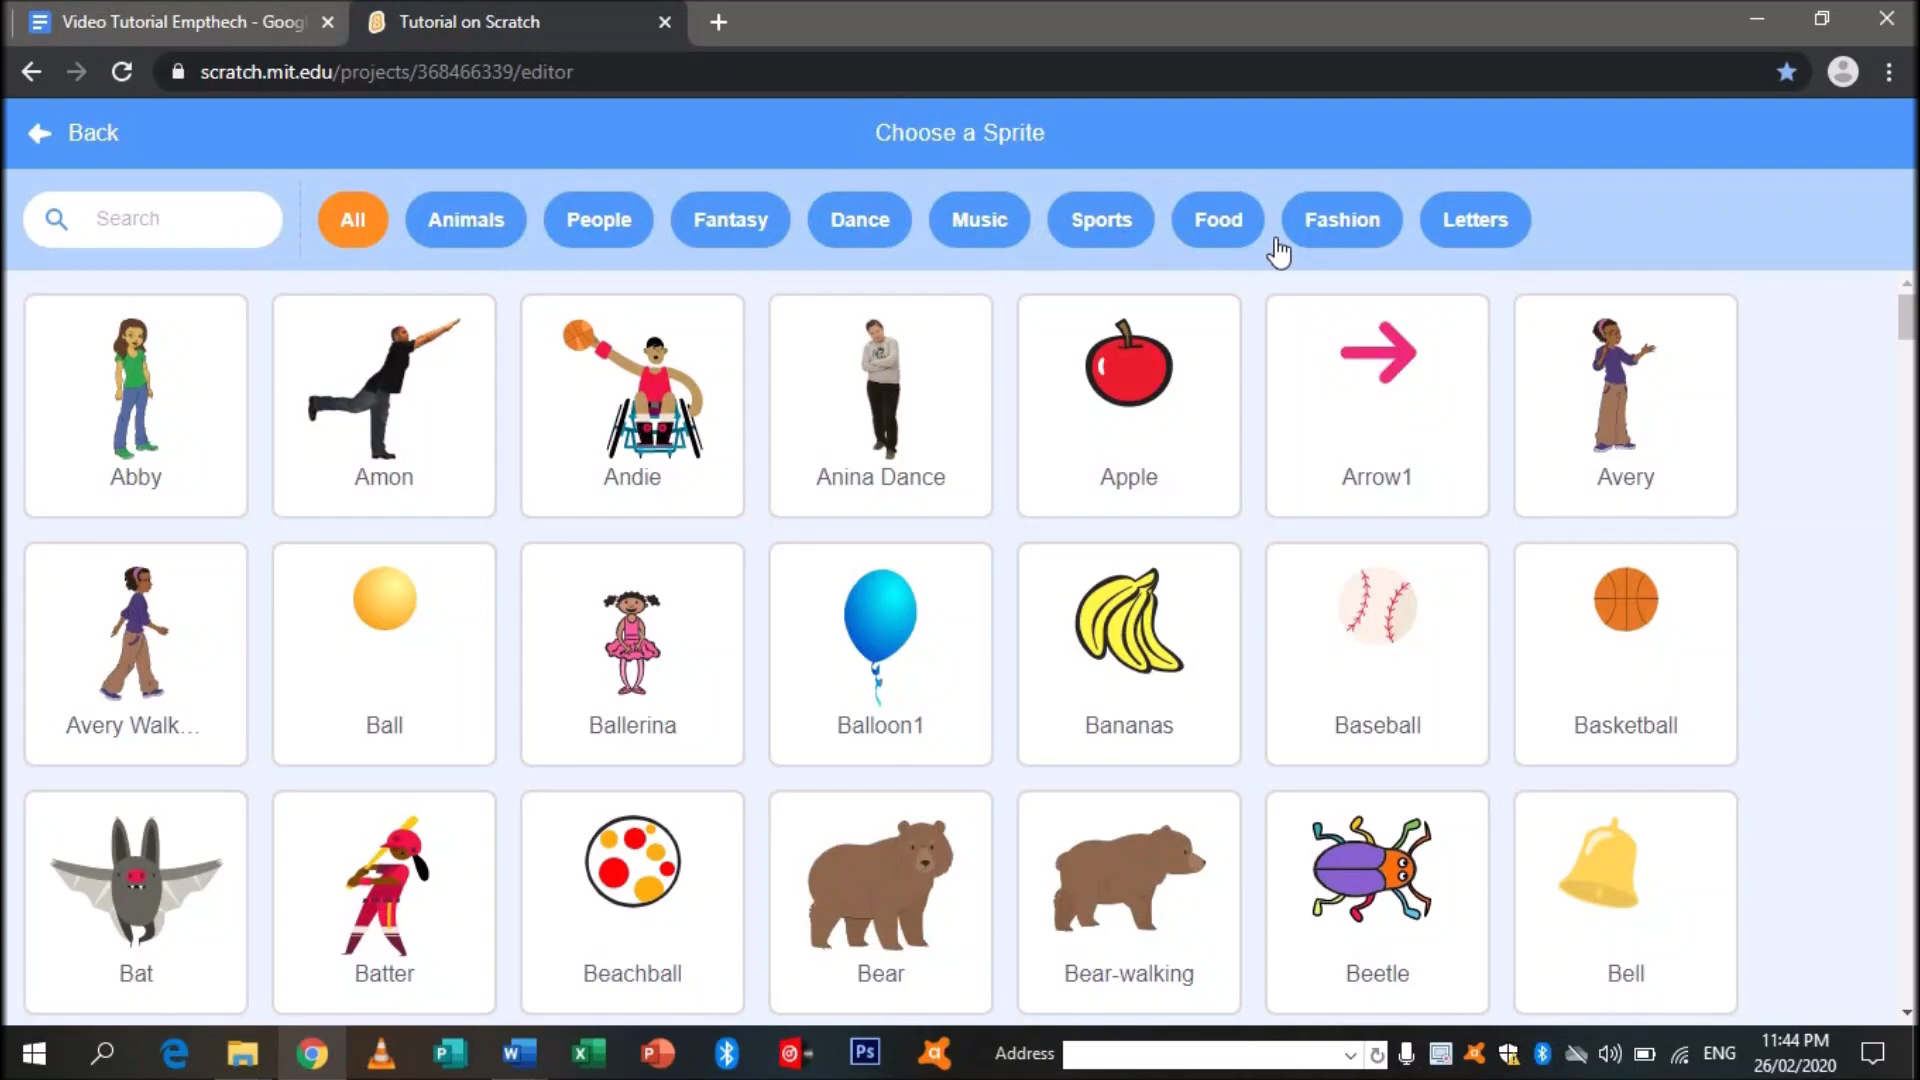 Video Tutorial Empthech - Goog
Tutorial on Scratch
scratch.mit.edu/projects/368466339/editor
Back
Choose a Sprite
Search
All
Animals
People
Fantasy
Dance
Music
Sports
Food
Fashion
Letters
Abby
Amon
Andie
Anina Dance
Apple
Arrow1
Avery
Avery Walk...
Ball
Ballerina
Balloon1
Bananas
Baseball
Basketball
Bat
Batter
Beachball
Bear
Bear-walking
Beetle
Bell
Address
ENG
11:44 PM
26/02/2020